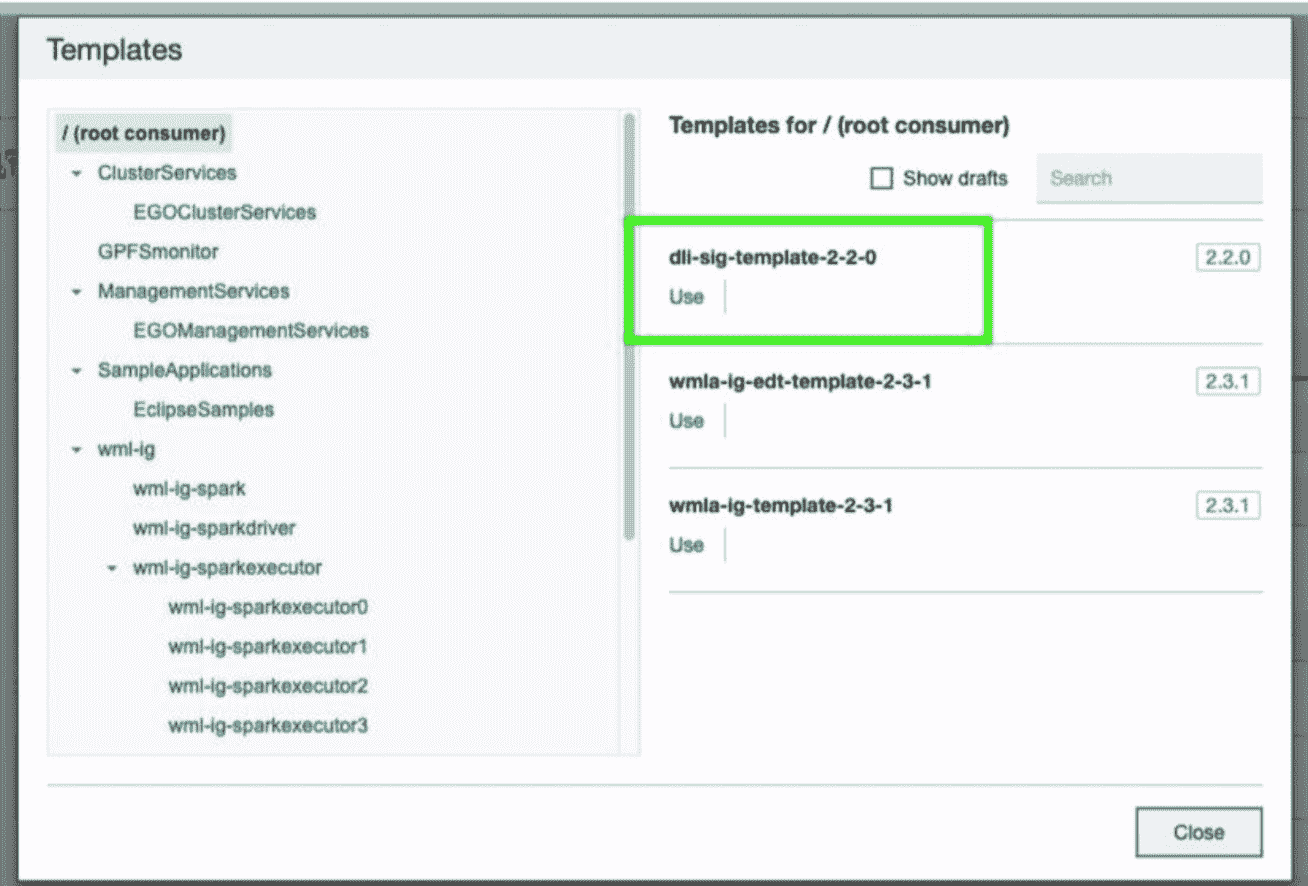 Templates
/ (root consumer)
ClusterServices
EGOClusterServices
GPFSmonitor
ManagementServices
EGOManagementServices
SampleApplications
EclipseSamples
wml-ig
wml-ig-spark
wml-ig-sparkdriver
wml-ig-sparkexecutor
wml-ig-sparkexecutor0
wml-ig-sparkexecutor1
wml-ig-sparkexecutor2
wml-ig-sparkexecutor3
Templates for / (root consumer)
Show drafts Search
dli-sig-template-2-2-0 2.2.0
Use
wmla-ig-edt-template-2-3-1 2.3.1
Use
wmla-ig-template-2-3-1 2.3.1
Use
Close